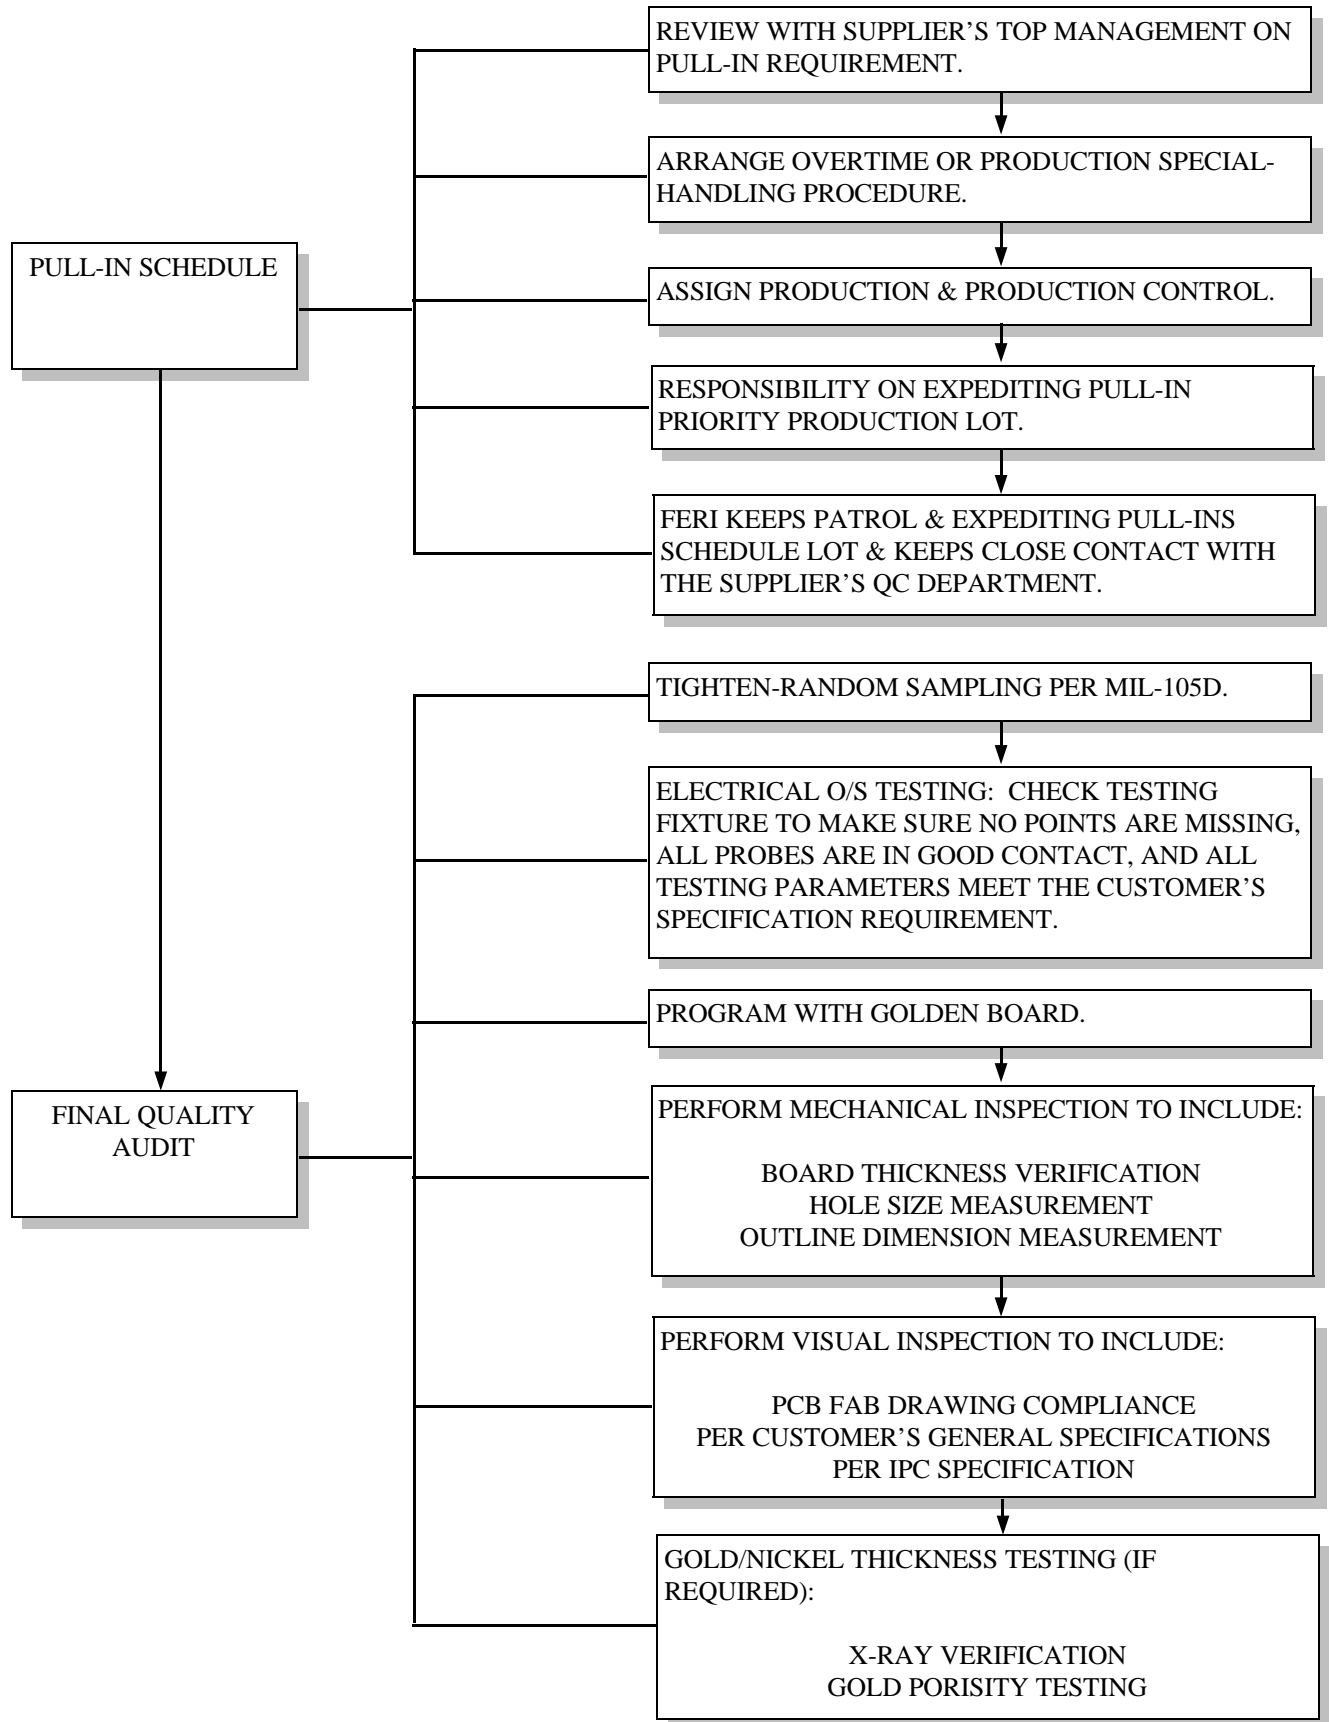 REVIEW WITH SUPPLIER’S TOP MANAGEMENT ON
PULL-IN REQUIREMENT.
ARRANGE OVERTIME OR PRODUCTION SPECIAL-
HANDLING PROCEDURE.
PULL-IN SCHEDULE
ASSIGN PRODUCTION & PRODUCTION CONTROL.
RESPONSIBILITY ON EXPEDITING PULL-IN
PRIORITY PRODUCTION LOT.
FERI KEEPS PATROL & EXPEDITING PULL-INS
SCHEDULE LOT & KEEPS CLOSE CONTACT WITH
THE SUPPLIER’S QC DEPARTMENT.
TIGHTEN-RANDOM SAMPLING PER MIL-105D.
ELECTRICAL O/S TESTING:  CHECK TESTING
FIXTURE TO MAKE SURE NO POINTS ARE MISSING,
ALL PROBES ARE IN GOOD CONTACT, AND ALL
TESTING PARAMETERS MEET THE CUSTOMER’S
SPECIFICATION REQUIREMENT.
PROGRAM WITH GOLDEN BOARD.
FINAL QUALITY
AUDIT
PERFORM MECHANICAL INSPECTION TO INCLUDE:
BOARD THICKNESS VERIFICATION
HOLE SIZE MEASUREMENT
OUTLINE DIMENSION MEASUREMENT
PERFORM VISUAL INSPECTION TO INCLUDE:
PCB FAB DRAWING COMPLIANCE
PER CUSTOMER’S GENERAL SPECIFICATIONS
PER IPC SPECIFICATION
GOLD/NICKEL THICKNESS TESTING (IF
REQUIRED):
X-RAY VERIFICATION
GOLD PORISITY TESTING